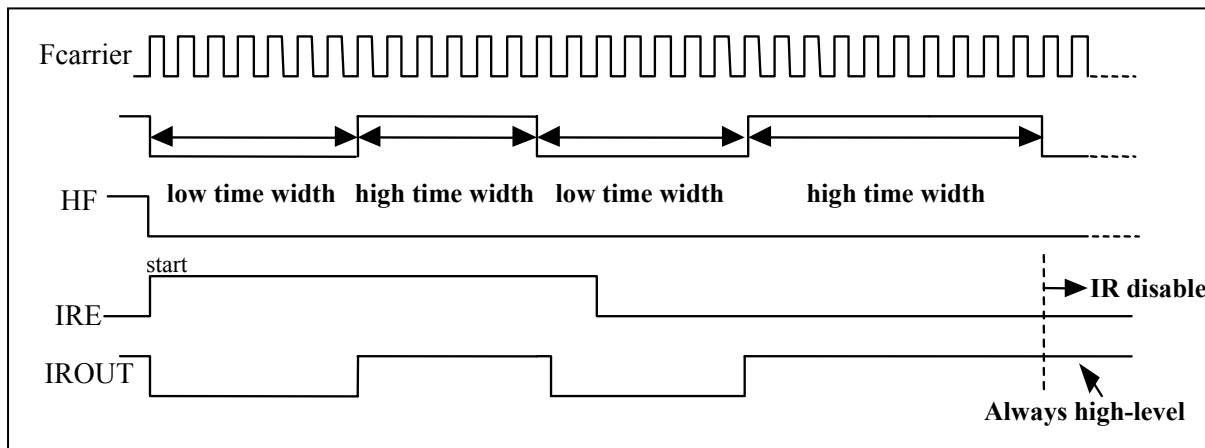 Fcarrier
low time width high time width low time width high time width
HF
start
IRE
IR disable
IROUT
Always high-level